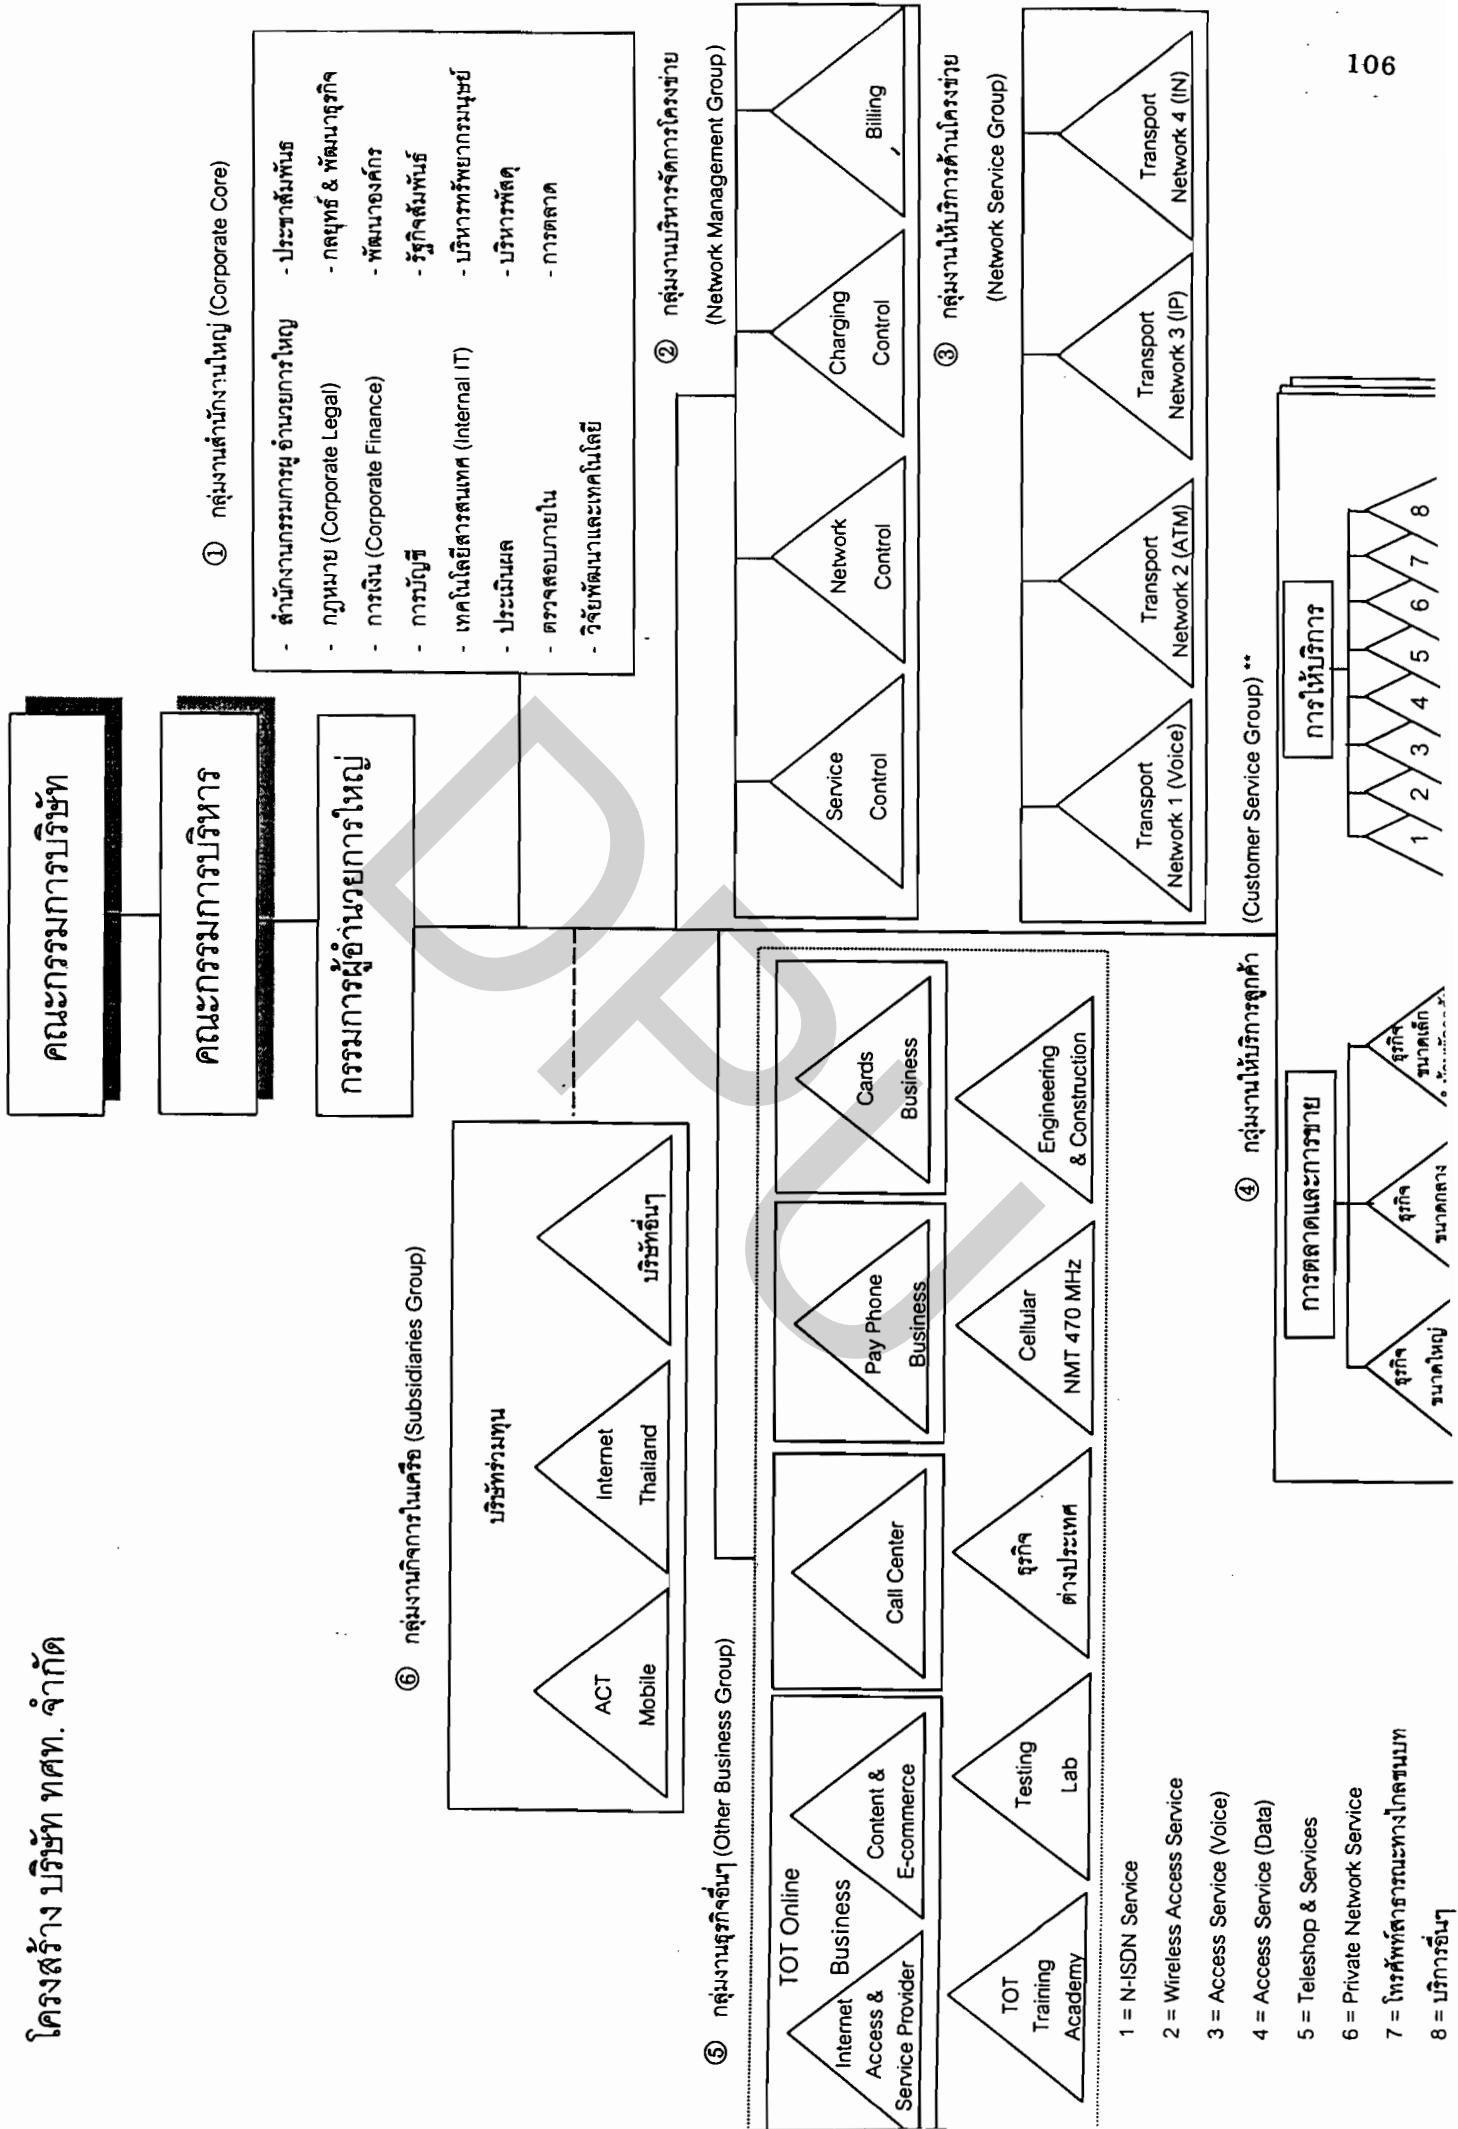 106
โครงสร้าง บริษัท ทศท. จำกัด
คณะกรรมการบริษัท
คณะกรรมการบริหาร
กรรมการผู้อำนวยการใหญ่
① กลุ่มงานสำนักงานใหญ่ (Corporate Core)
- สำนักงานกรรมการผู้ อำนวยการใหญ่
- กฎหมาย (Corporate Legal)
- การเงิน (Corporate Finance)
- การบัญชี
- เทคโนโลยีสารสนเทศ (Internal IT)
- ประเมินผล
- ตรวจสอบภายใน
- วิจัยพัฒนาและเทคโนโลยี
- ประชาสัมพันธ์
- กลยุทธ์ & พัฒนาธุรกิจ
- พัฒนาองค์กร
- รัฐกิจสัมพันธ์
- บริหารทรัพยากรมนุษย์
- บริหารพัสดุ
- การตลาด
② กลุ่มงานบริหารจัดการโครงข่าย
(Network Management Group)
Service
Control
Network
Control
Charging
Control
Billing
③ กลุ่มงานให้บริการด้านโครงข่วย
(Network Service Group)
Transport
Network 1 (Voice)
Transport
Network 2 (ATM)
Transport
Network 3 (IP)
Transport
Network 4 (IN)
④ กลุ่มงานให้บริการลูกค้า (Customer Service Group) **
การตลาดและการขาย
ธุรกิจ
ขนาดใหญ่
ธุรกิจ
ขนาดกลาง
ธุรกิจ
ขนาดเล็ก
การให้บริการ
1 2 3 4 5 6 7 8
⑥ กลุ่มงานกิจการในเครือ (Subsidiaries Group)
บริษัทร่วมทุน
ACT
Mobile
Internet
Thailand
บริษัทอื่นๆ
⑤ กลุ่มงานธุรกิจอื่นๆ (Other Business Group)
TOT Online
Business
Internet
Access &
Service Provider
Content &
E-commerce
Call Center
Pay Phone
Business
Cards
Business
TOT
Training
Academy
Testing
Lab
ธุรกิจ
ต่างประเทศ
Cellular
NMT 470 MHz
Engineering
& Construction
1 = N-ISDN Service
2 = Wireless Access Service
3 = Access Service (Voice)
4 = Access Service (Data)
5 = Teleshop & Services
6 = Private Network Service
7 = โทรศัพท์สาธารณะทางไกลชนบท
8 = บริการอื่นๆ
DPU